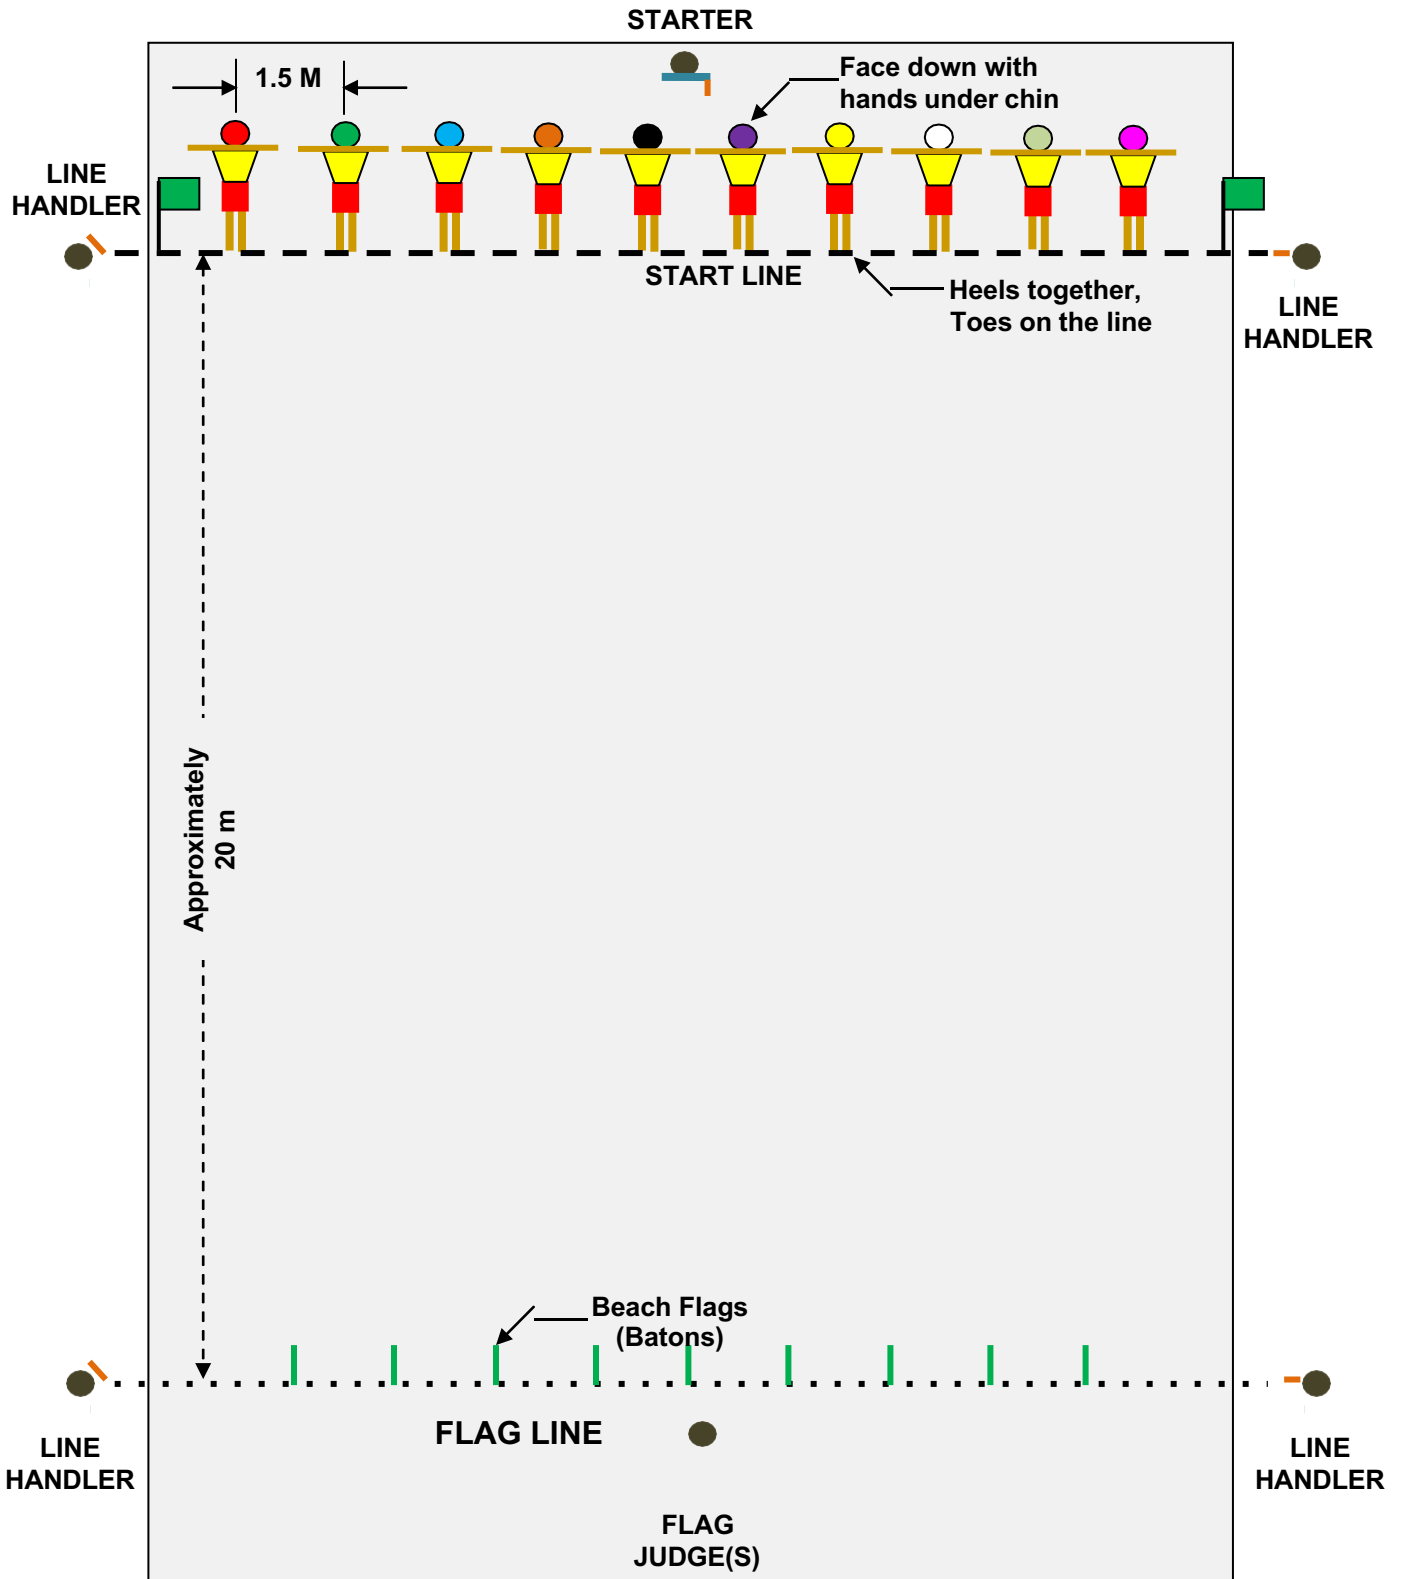 STARTER
1.5 M
Face down with
hands under chin
LINE
HANDLER
START LINE
Heels together,
Toes on the line
LINE
HANDLER
Approximately
20 m
Beach Flags
(Batons)
FLAG LINE
LINE
HANDLER
LINE
HANDLER
FLAG
JUDGE(S)